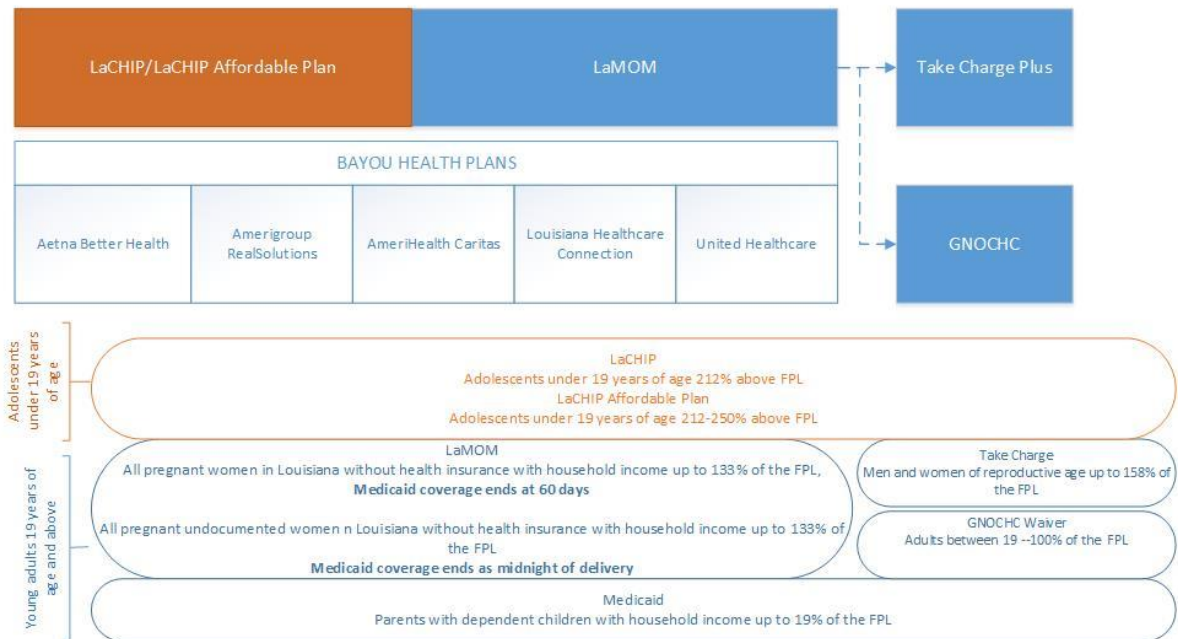 LaCHIP/LaCHIP Affordable Plan
LaMOM
Take Charge Plus
BAYOU HEALTH PLANS
Aetna Better Health
Amerigroup
RealSolutions
AmeriHealth Caritas
Louisiana Healthcare
Connection
United Healthcare
GNOCHC
Adolescents
under 19 years
of age
LaCHIP
Adolescents under 19 years of age 212% above FPL
LaCHIP Affordable Plan
Adolescents under 19 years of age 212-250% above FPL
Young adults 19 years of
age and above
LaMOM
All pregnant women in Louisiana without health insurance with household income up to 133% of the FPL,
Medicaid coverage ends at 60 days
All pregnant undocumented women n Louisiana without health insurance with household income up to 133% of
the FPL
Medicaid coverage ends as midnight of delivery
Take Charge
Men and women of reproductive age up to 158% of
the FPL
GNOCHC Waiver
Adults between 19 --100% of the FPL
Medicaid
Parents with dependent children with household income up to 19% of the FPL